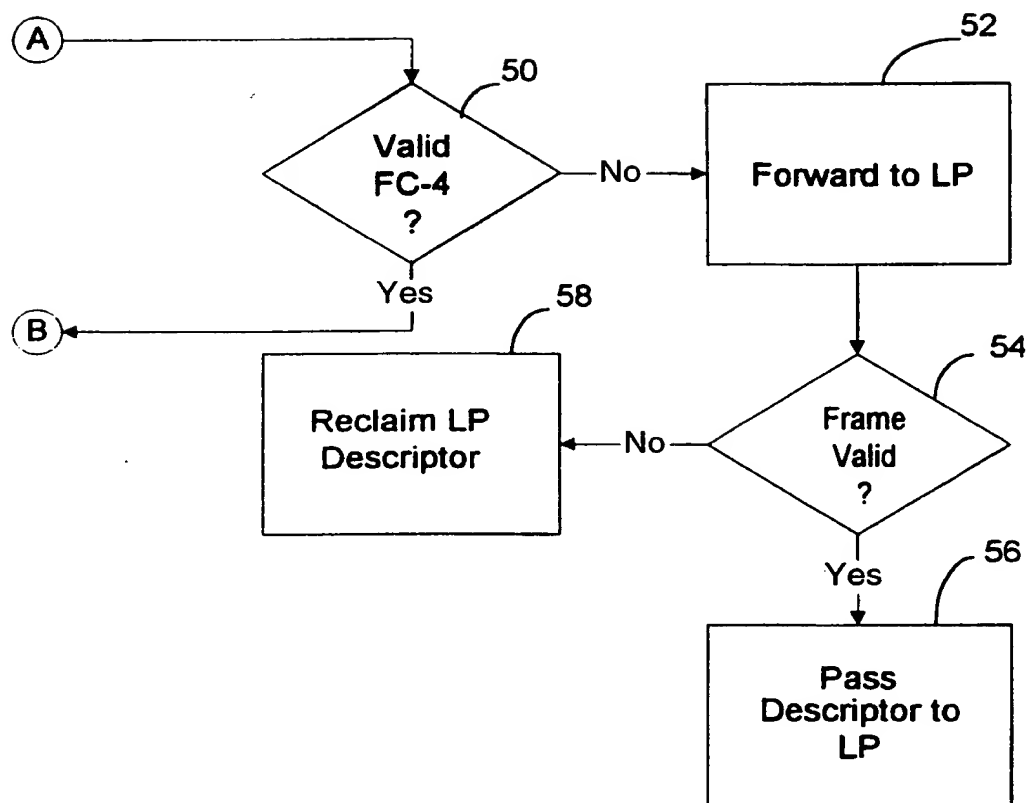 A
50
52
Valid
FC-4
?
No
Forward to LP
Yes
58
B
54
Reclaim LP
Descriptor
No
Frame
Valid
?
56
Yes
Pass
Descriptor to
LP